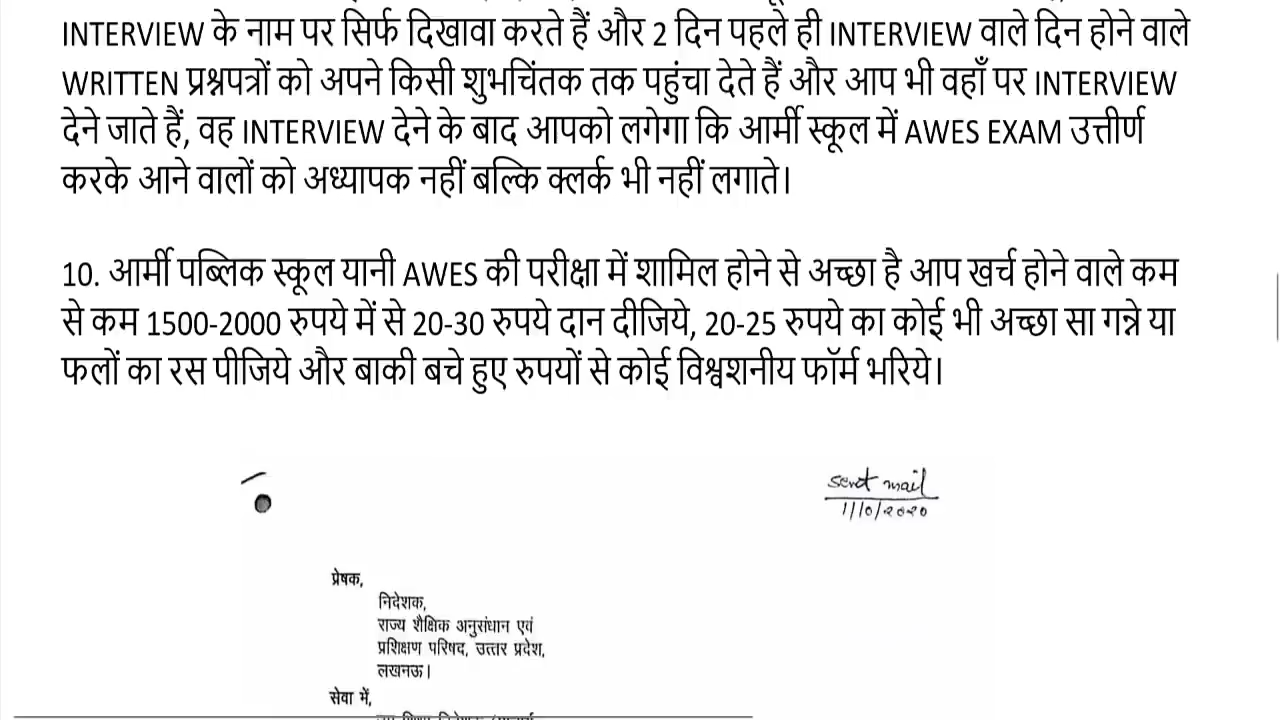 INTERVIEW के नाम पर सिर्फ दिखावा करते हैं और 2 दिन पहले ही INTERVIEW वाले दिन होने वाले
WRITTEN प्रश्नपत्रों को अपने किसी शुभचिंतक तक पहुंचा देते हैं और आप भी वहाँ पर INTERVIEW
देने जाते हैं, वह INTERVIEW देने के बाद आपको लगेगा कि आर्मी स्कूल में AWES EXAM उत्तीर्ण
करके आने वालों को अध्यापक नहीं बल्कि क्लर्क भी नहीं लगाते।
10. आर्मी पब्लिक स्कूल यानी AWES की परीक्षा में शामिल होने से अच्छा है आप खर्च होने वाले कम
से कम 1500-2000 रुपये में से 20-30 रुपये दान दीजिये, 20-25 रुपये का कोई भी अच्छा सा गन्ने या
फलों का रस पीजिये और बाकी बचे हुए रुपयों से कोई विश्वशनीय फॉर्म भरिये।
sent mail
1/10/2020
प्रेषक,
निदेशक,
राज्य शैक्षिक अनुसंधान एवं
प्रशिक्षण परिषद, उत्तर प्रदेश,
लखनऊ।
सेवा में,